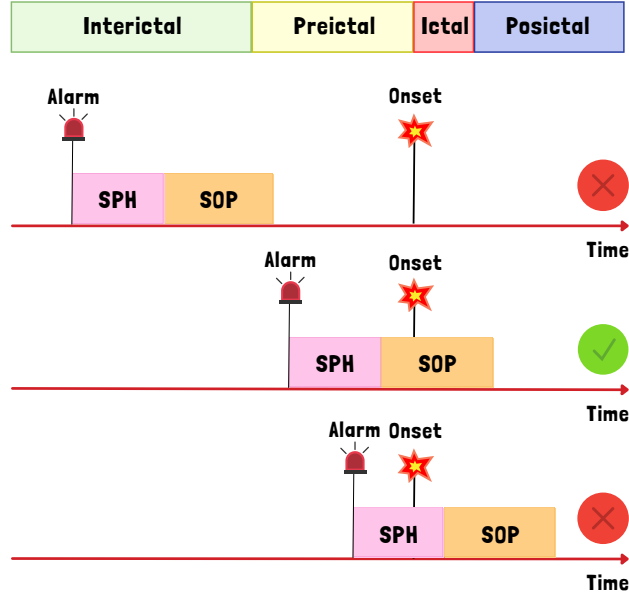 Interictal Preictal Ictal Posictal
Alarm Onset
SPH SOP
Time
Alarm Onset
SPH SOP
Time
Alarm Onset
SPH SOP
Time